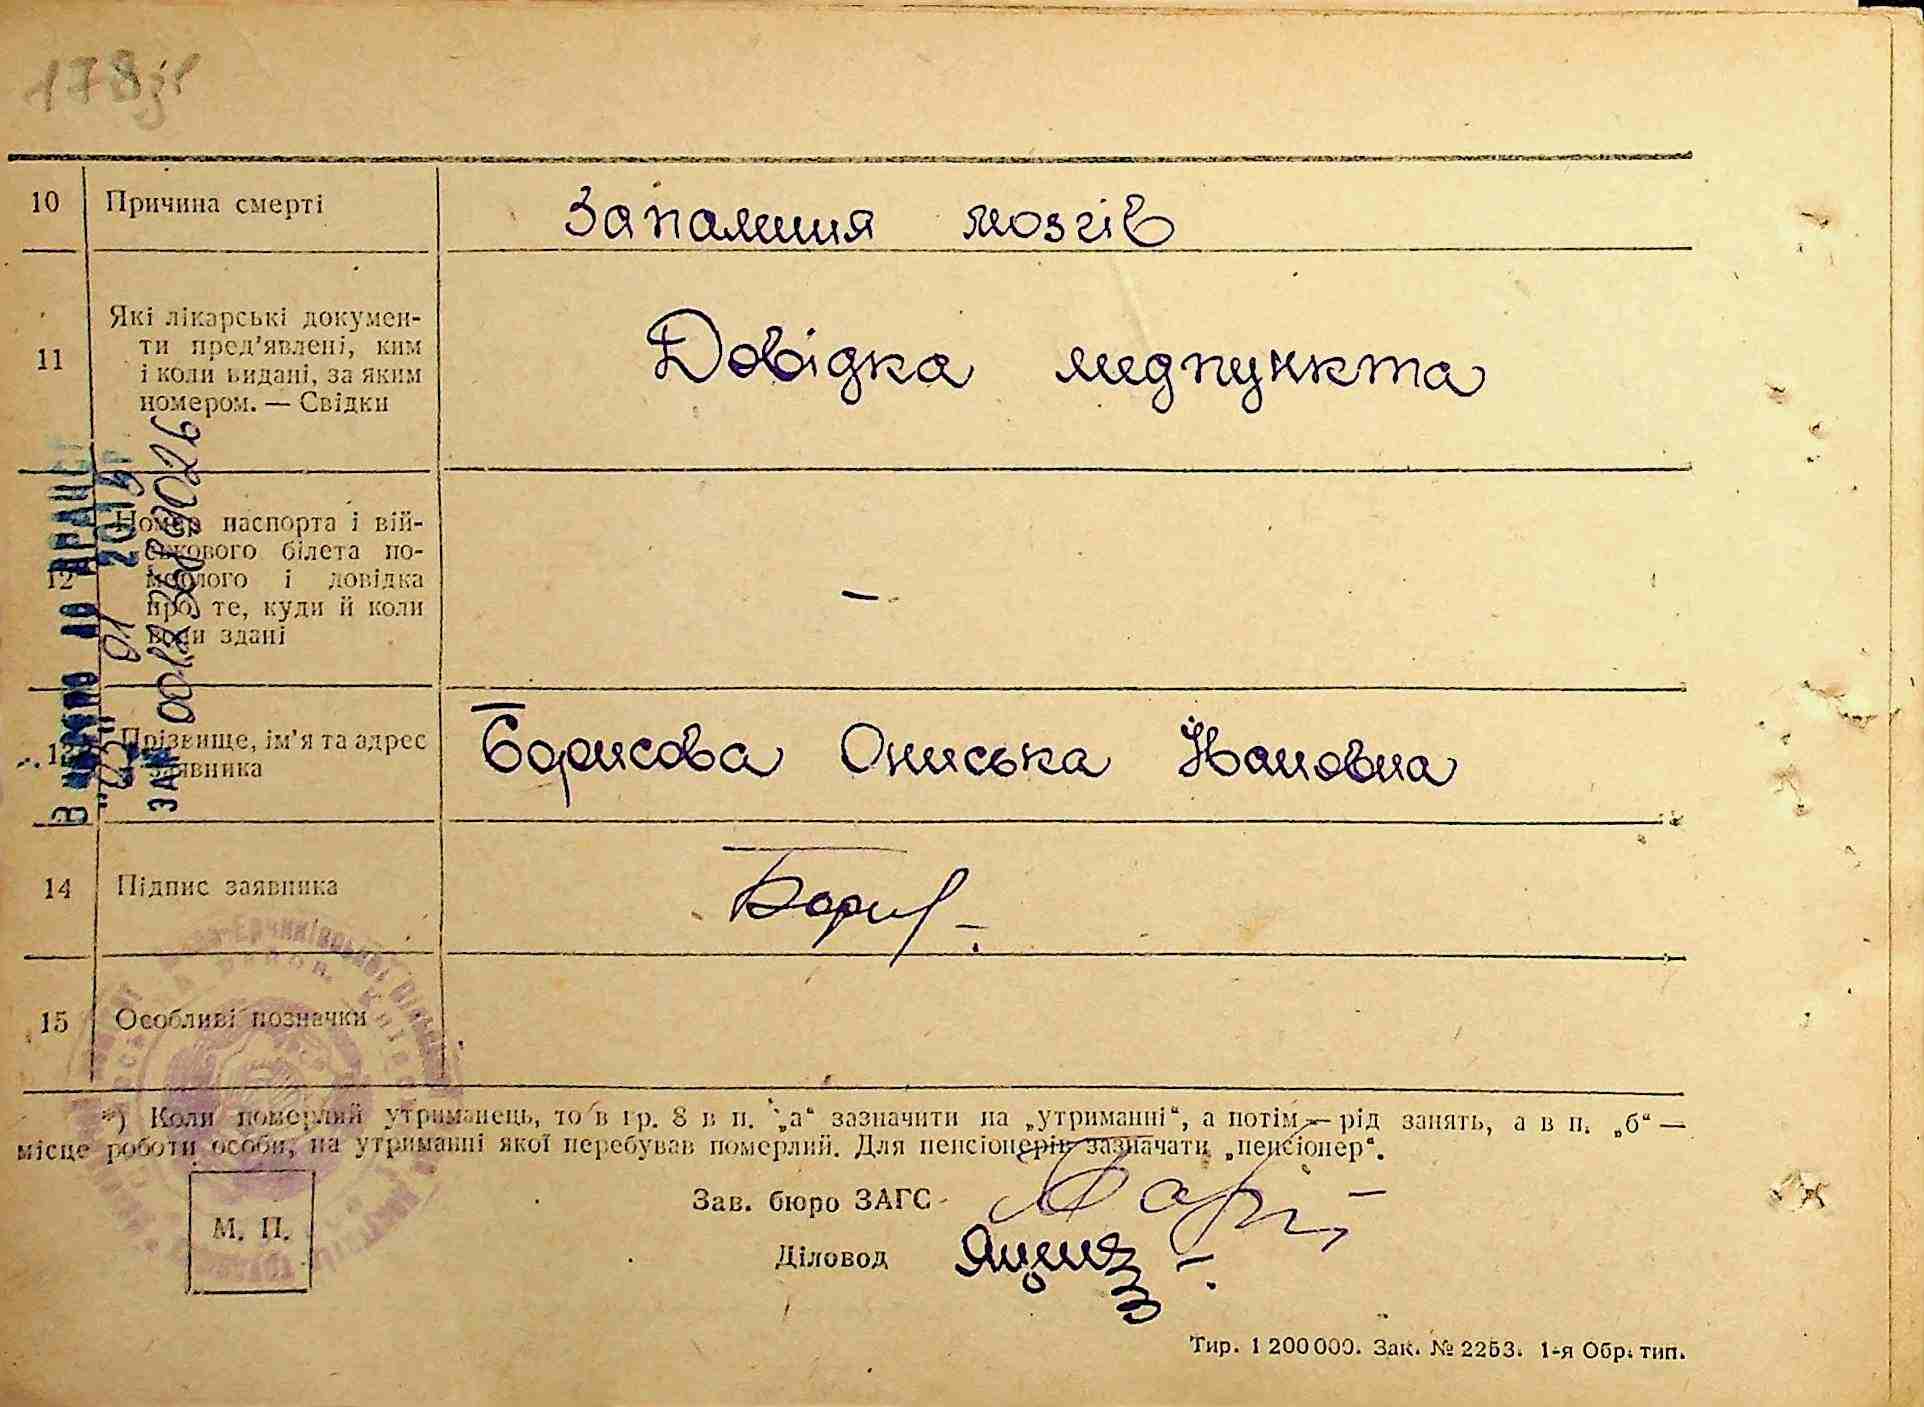 178зв
10 Причина смерті Запалиння мозгів
11 Які лікарські докумен-
ти пред'явлені, ким
і коли видані, за яким
номером. — Свідки
Довідка медпункта
12 Номер паспорта і вій-
ськового білета по-
мерлого і довідка
про те, куди й коли
вони здані
–
13 Прізвище, ім'я та адрес
заявника
Борисова Ониська Івановна
14 Підпис заявника
15 Особливі позначки
*) Коли померлий утриманець, то в гр. 8 в п. „а“ зазначити на „утриманні“, а потім — рід занять, а в п. „б“ —
місце роботи особи, на утриманні якої перебував померлий. Для пенсіонерів зазначати „пенсіонер“.
Зав. бюро ЗАГС
Діловод
М. П.
Тир. 1 200 000. Зак. № 2253. 1-я Обр. тип.